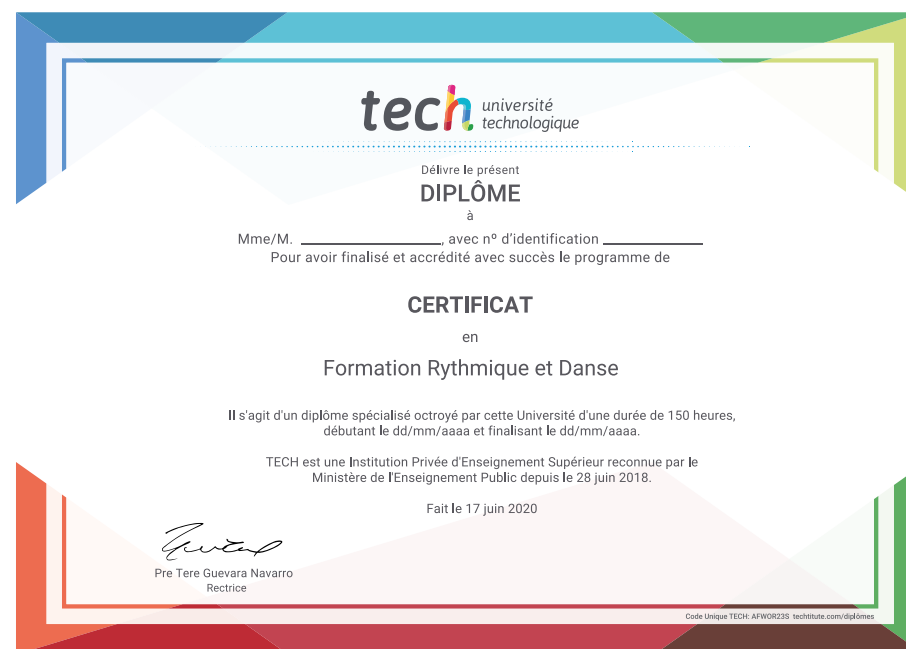 tech université
technologique
Délivre le présent
DIPLÔME
à
Mme/M. ____________________, avec nº d'identification ______________
Pour avoir finalisé et accrédité avec succès le programme de
CERTIFICAT
en
Formation Rythmique et Danse
Il s'agit d'un diplôme spécialisé octroyé par cette Université d'une durée de 150 heures,
débutant le dd/mm/aaaa et finalisant le dd/mm/aaaa.
TECH est une Institution Privée d'Enseignement Supérieur reconnue par le
Ministère de l'Enseignement Public depuis le 28 juin 2018.
Fait le 17 juin 2020
Pre Tere Guevara Navarro
Rectrice
Code Unique TECH: AFWOR23S techtitute.com/diplômes